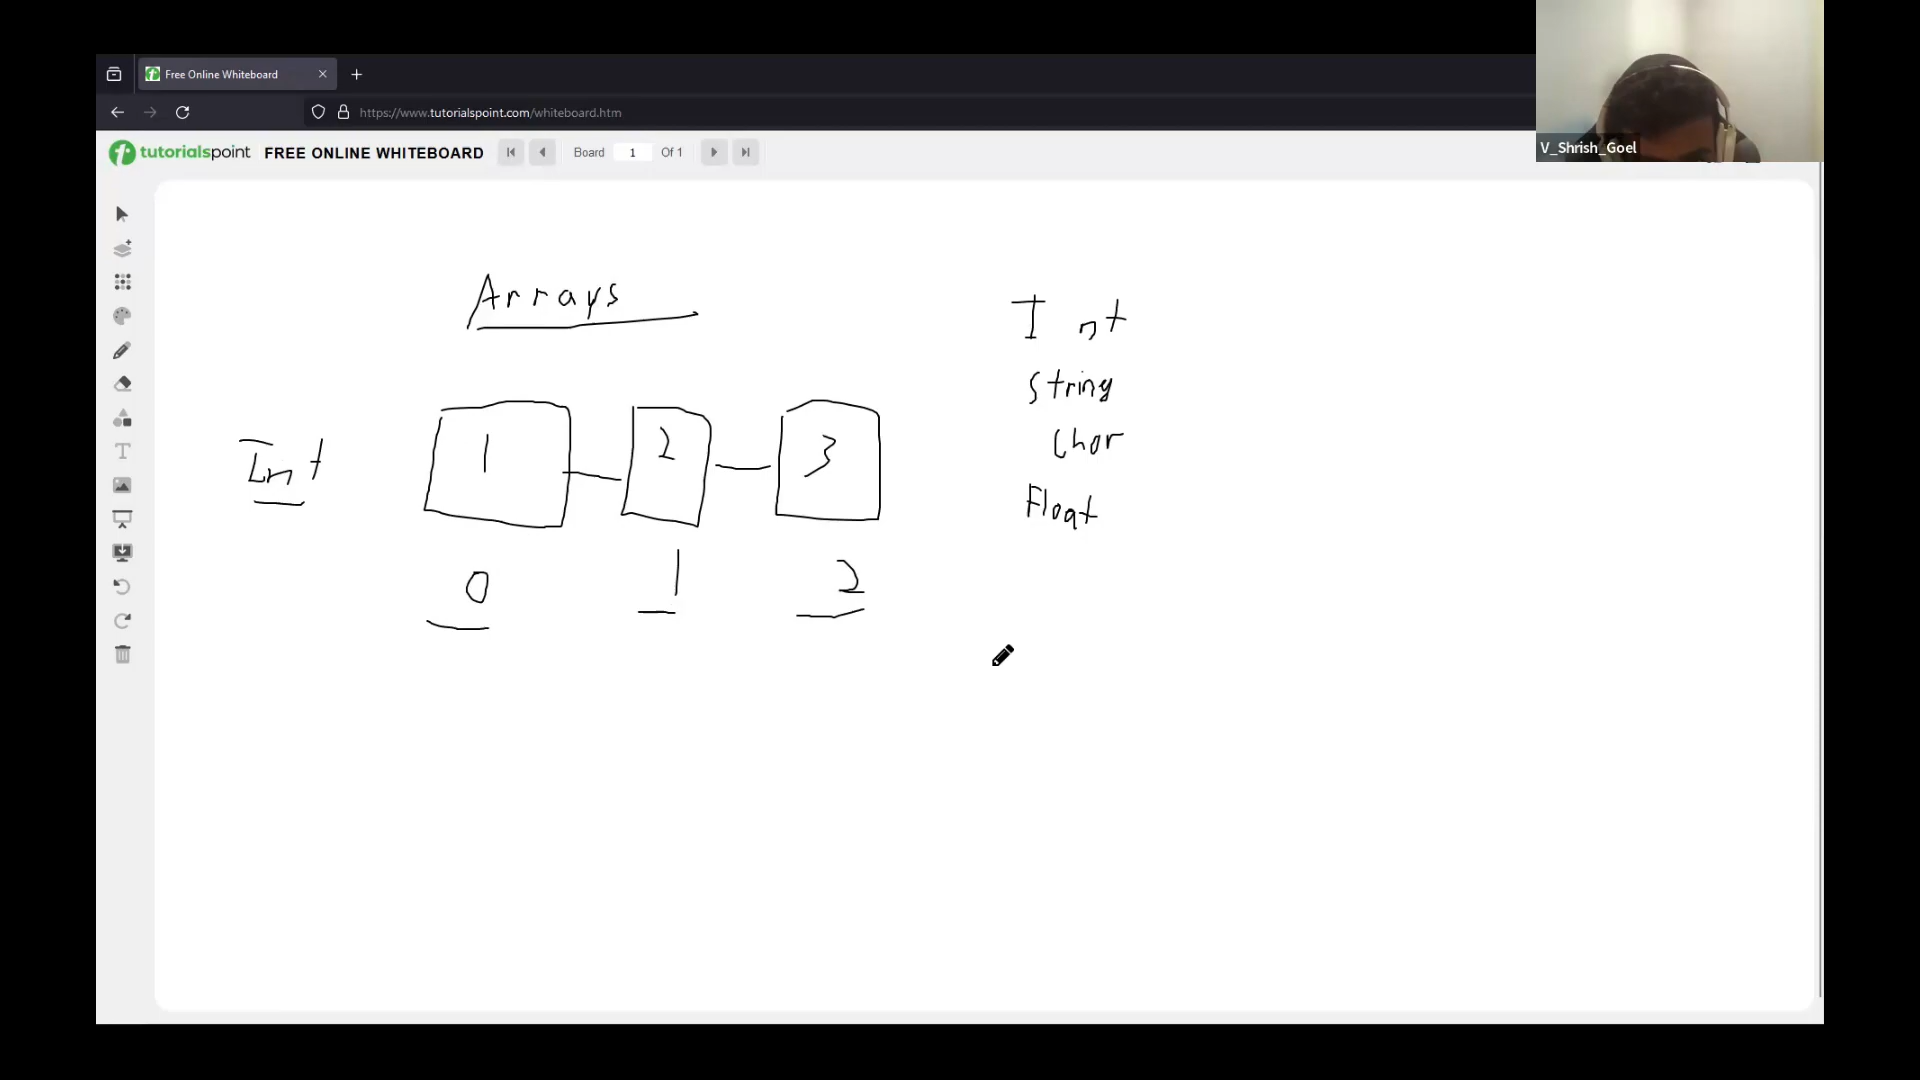 Free Online Whiteboard
https://www.tutorialspoint.com/whiteboard.htm
tutorialspoint FREE ONLINE WHITEBOARD Board 1 Of 1
V_Shrish_Goel
Arrays
Int
1 2 3
0 1 2
Int
String
Char
Float
T